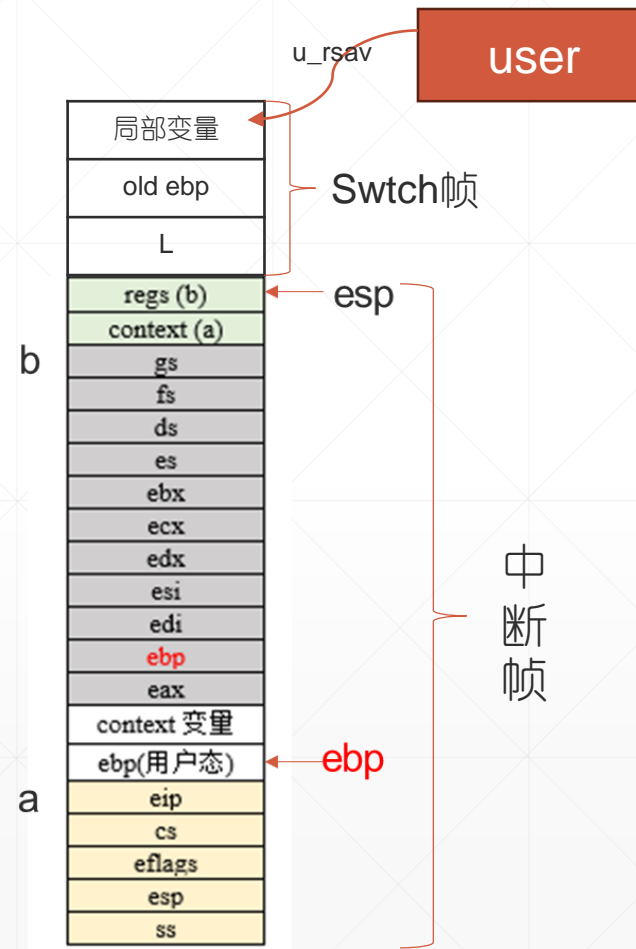 u_rsav
user
局部变量
old ebp
Swtch帧
L
regs (b)
esp
context (a)
b
gs
fs
ds
es
ebx
ecx
edx
esi
edi
ebp
eax
context 变量
ebp(用户态)
ebp
a
eip
cs
eflags
esp
ss
中
断
帧